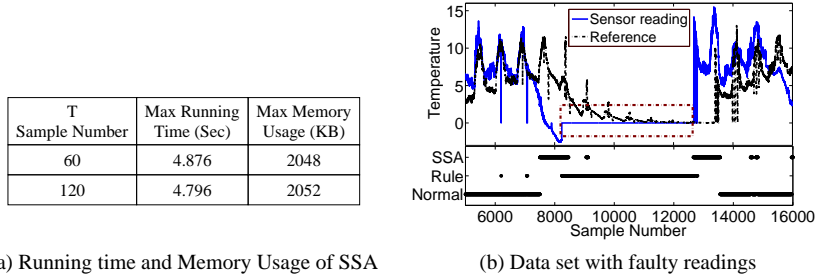 T
Sample Number
Max Running
Time (Sec)
Max Memory
Usage (KB)
60
4.876
2048
120
4.796
2052
a) Running time and Memory Usage of SSA
15
10
5
0
Temperature
Sensor reading
Reference
SSA
Rule
Normal
6000 8000 10000 12000 14000 16000
Sample Number
(b) Data set with faulty readings